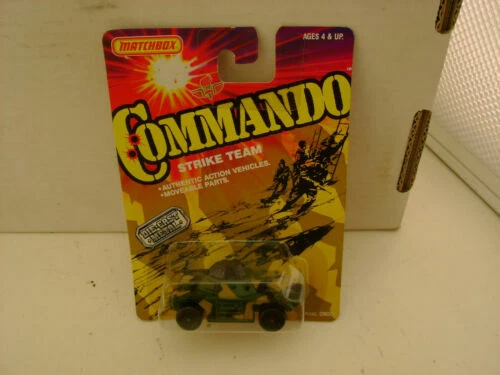 MATCHBOX
AGES 4 & UP.
COMMANDO
STRIKE TEAM
• AUTHENTIC ACTION VEHICLES.
• MOVEABLE PARTS.
DIE-CAST
METAL